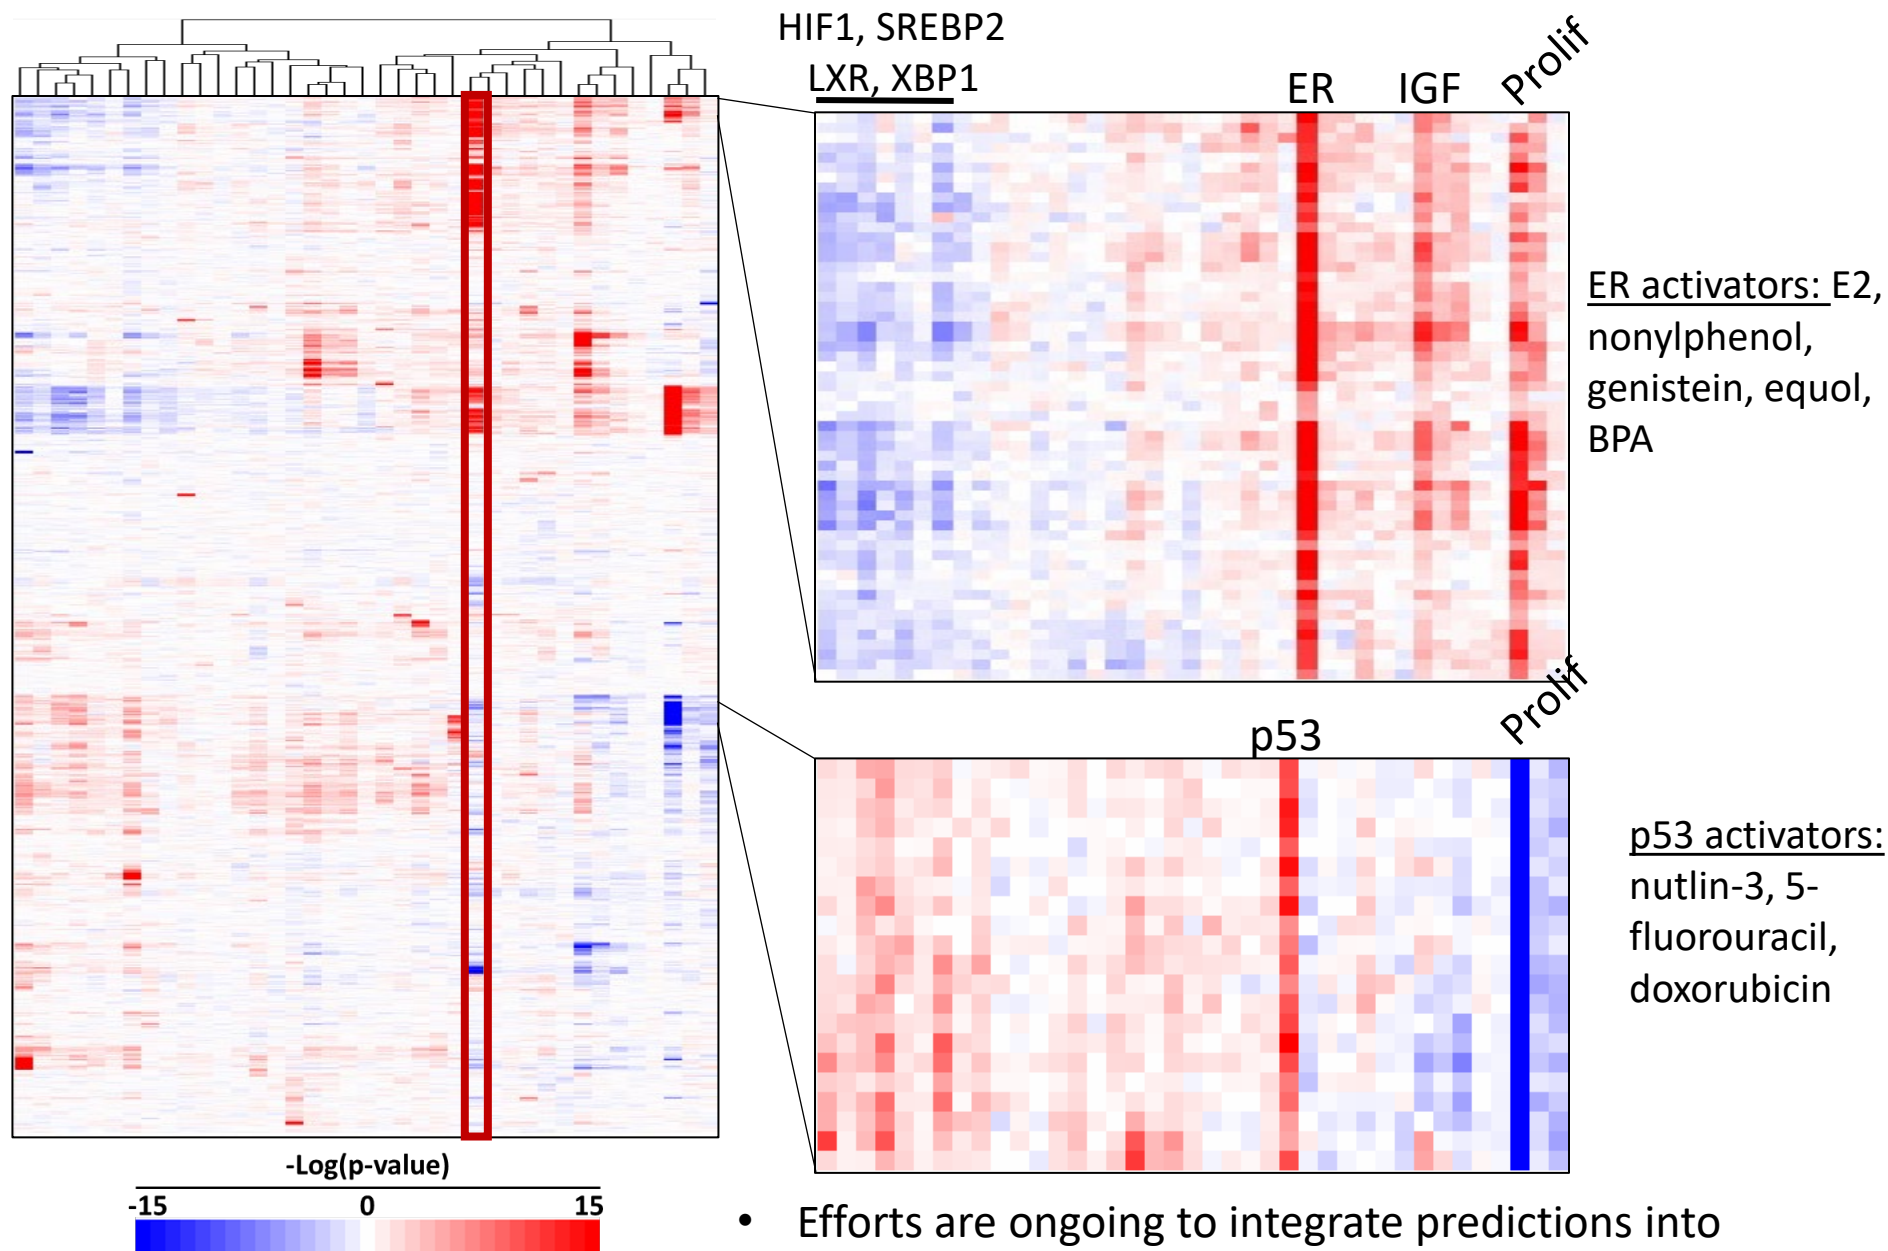 HIF1, SREBP2
LXR, XBP1
ER
IGF
Prolif
ER activators: E2,
nonylphenol,
genistein, equol,
BPA
p53
Prolif
p53 activators:
nutlin-3, 5-
fluorouracil,
doxorubicin
-Log(p-value)
-15 0 15
• Efforts are ongoing to integrate predictions into